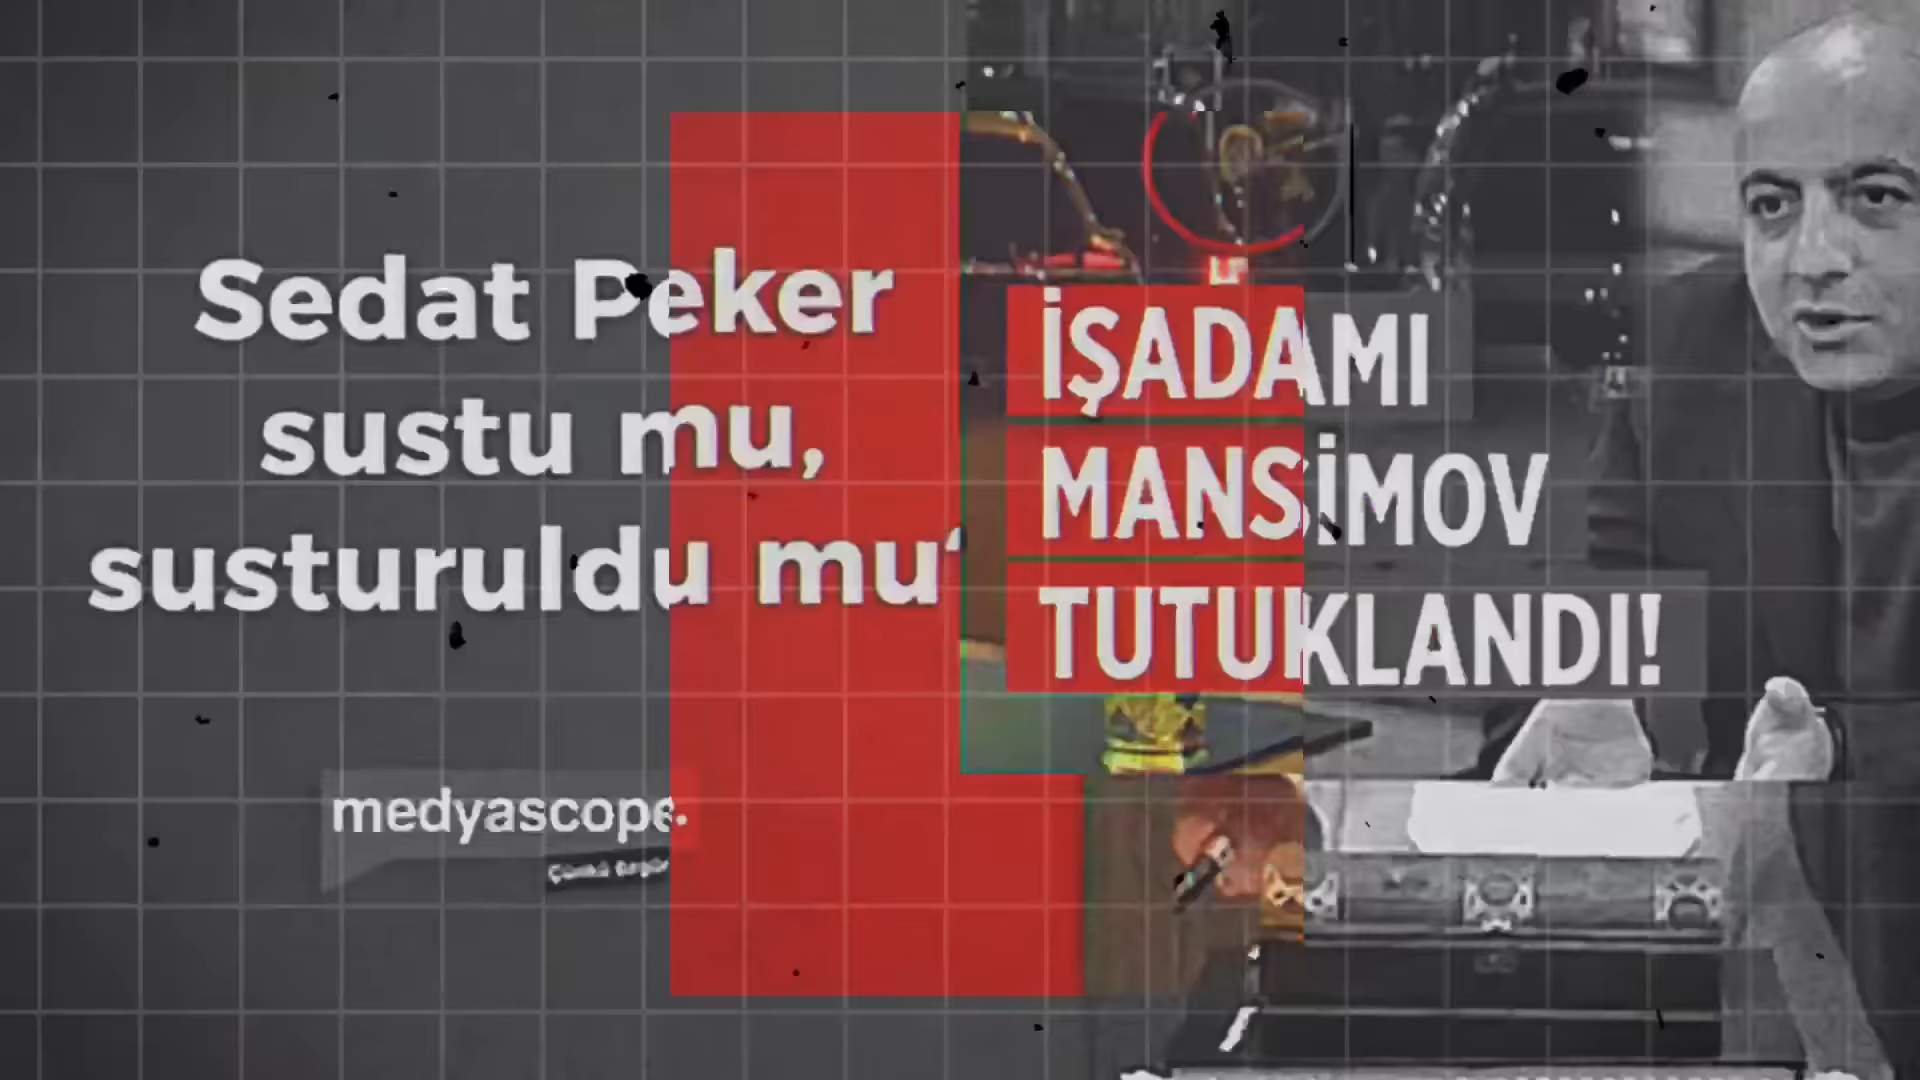 Sedat Peker
sustu mu,
susturuldu mu
medyascope.
İŞADAMI
MANSİMOV
TUTUKLANDI!